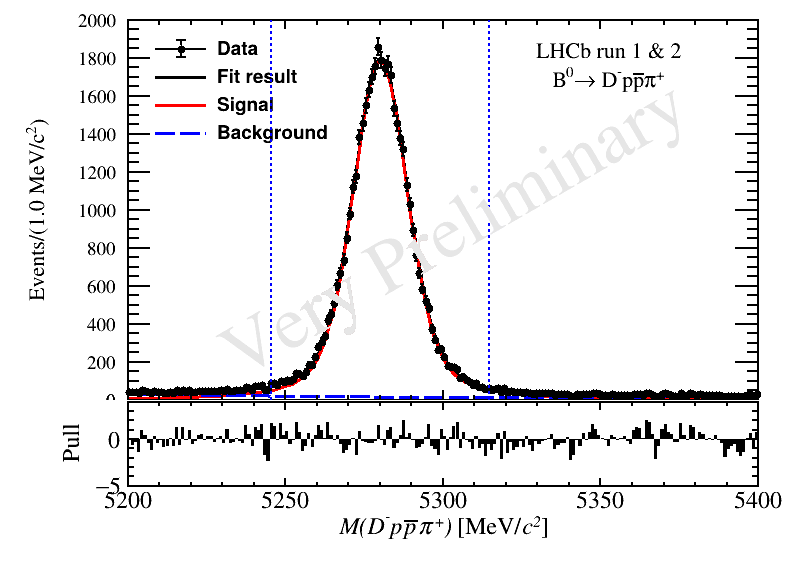 2000
1800
1600
1400
1200
1000
800
600
400
200
0
Events/(1.0 MeV/c²)
Data
Fit result
Signal
Background
LHCb run 1 & 2
B⁰→ D⁻pp̅π⁺
Very Preliminary
Pull
0
−5
5200 5250 5300 5350 5400
M(D⁻pp̅π⁺) [MeV/c²]